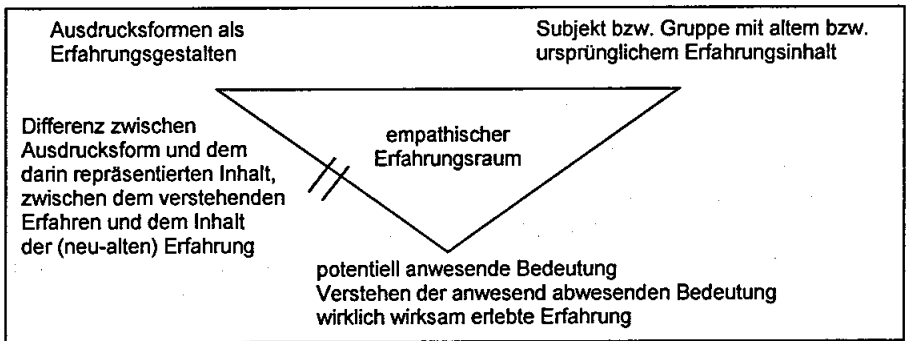 Ausdrucksformen als
Erfahrungsgestalten
Subjekt bzw. Gruppe mit altem bzw.
ursprünglichem Erfahrungsinhalt
Differenz zwischen
Ausdrucksform und dem
darin repräsentierten Inhalt,
zwischen dem verstehenden
Erfahren und dem Inhalt
der (neu-alten) Erfahrung
empathischer
Erfahrungsraum
potentiell anwesende Bedeutung
Verstehen der anwesend abwesenden Bedeutung
wirklich wirksam erlebte Erfahrung